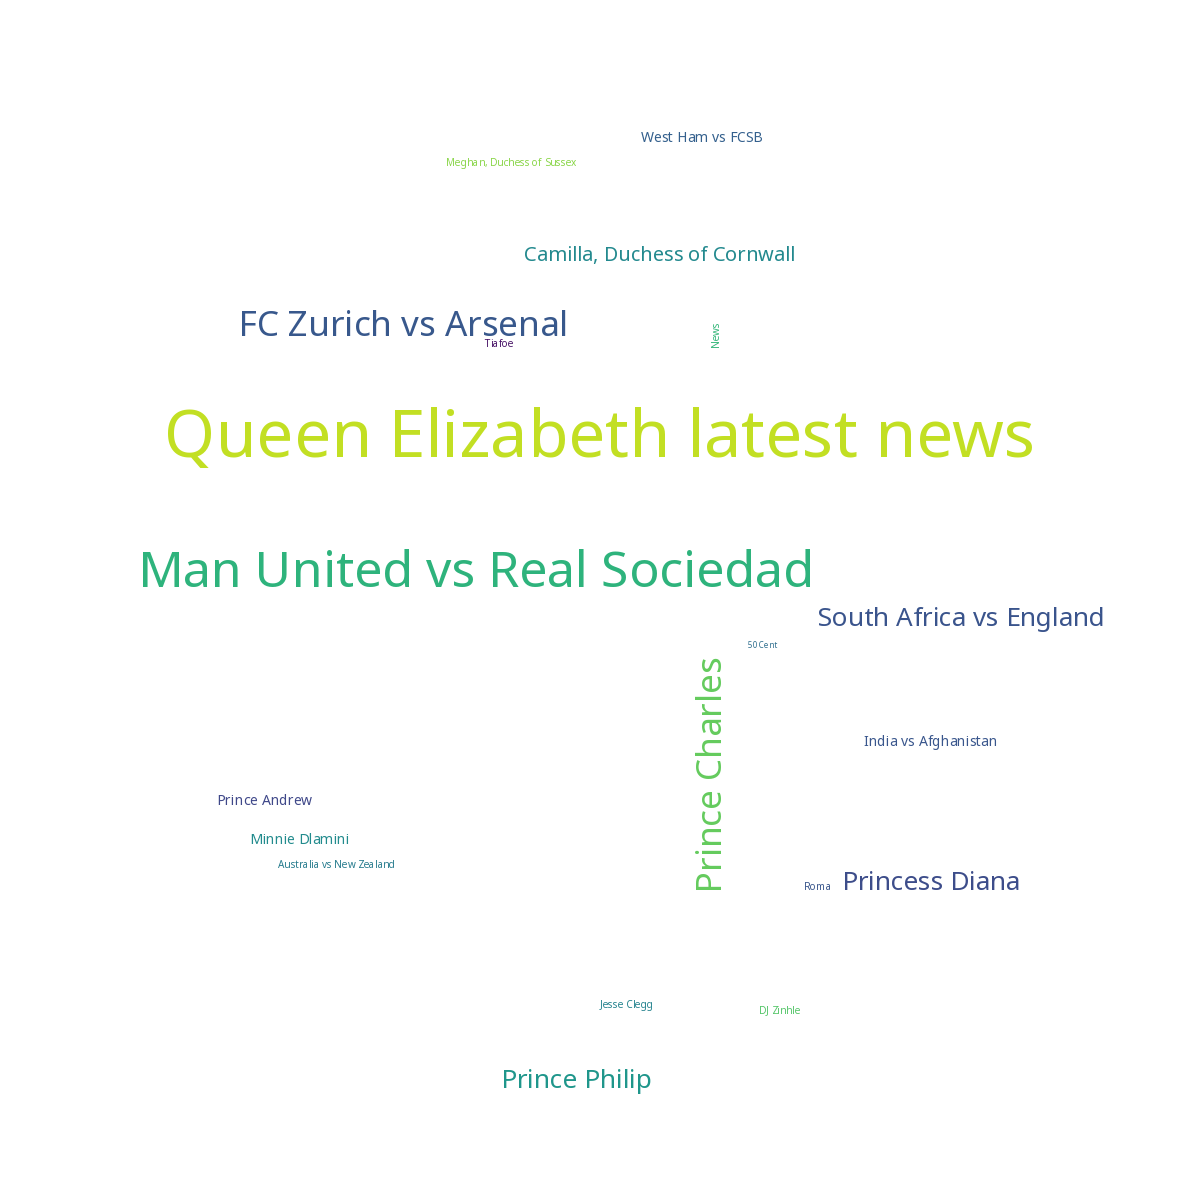 West Ham vs FCSB
Meghan, Duchess of Sussex
Camilla, Duchess of Cornwall
FC Zurich vs Arsenal
News
Tiafoe
Queen Elizabeth latest news
Man United vs Real Sociedad
South Africa vs England
50 Cent
Prince Charles
India vs Afghanistan
Prince Andrew
Minnie Dlamini
Australia vs New Zealand
Princess Diana
Roma
Jesse Clegg
DJ Zinhle
Prince Philip